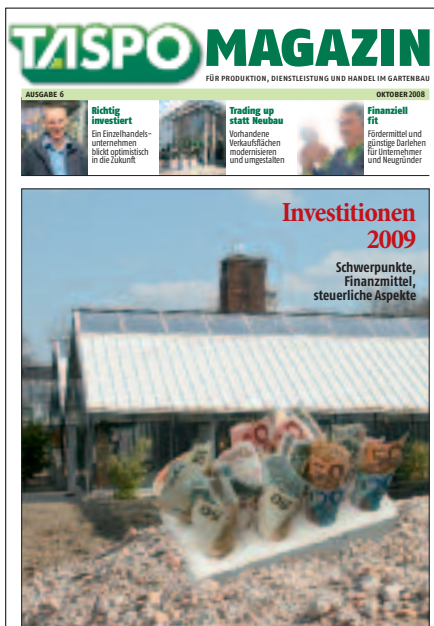 TASPO MAGAZIN
FÜR PRODUKTION, DIENSTLEISTUNG UND HANDEL IM GARTENBAU
AUSGABE 6
OKTOBER 2008
Richtig
investiert
Ein Einzelhandels-
unternehmen
blickt optimistisch
in die Zukunft
Trading up
statt Neubau
Vorhandene
Verkaufsflächen
modernisieren
und umgestalten
Finanziell
fit
Fördermittel und
günstige Darlehen
für Unternehmer
und Neugründer
Investitionen
2009
Schwerpunkte,
Finanzmittel,
steuerliche Aspekte